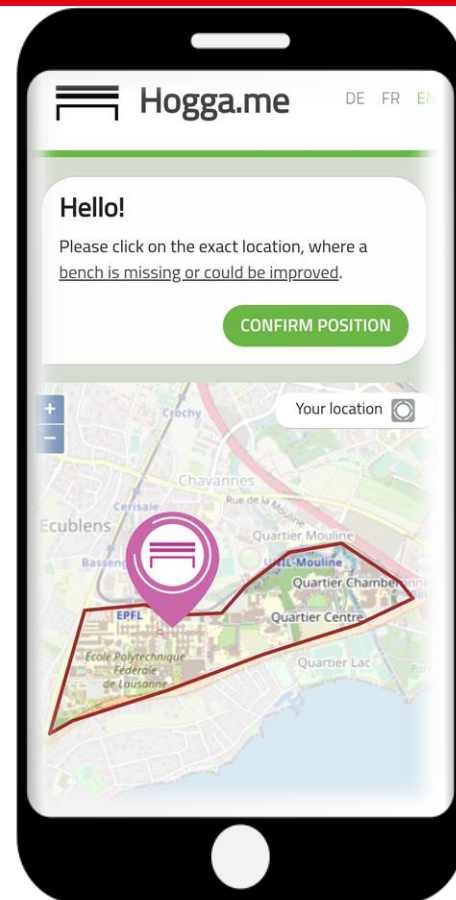 Hogga.me
DE FR EN
Hello!
Please click on the exact location, where a
bench is missing or could be improved.
CONFIRM POSITION
+
Your location
−
Crochy
Chavannes
Rue de la
Cerisaie
Ecublens
Quartier Mouline
Basseng
UNIL-Mouline
Quartier Chamberonne
EPFL
Quartier Centre
École Polytechnique
Fédérale
de Lausanne
Quartier Lac